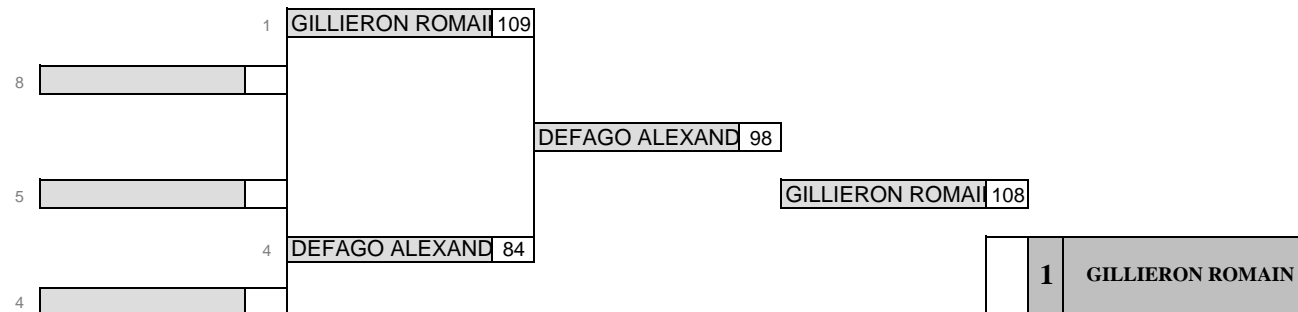 1 GILLIERON ROMAI 109
8
DEFAGO ALEXAND 98
5
GILLIERON ROMAI 108
4 DEFAGO ALEXAND 84
1 GILLIERON ROMAIN
4